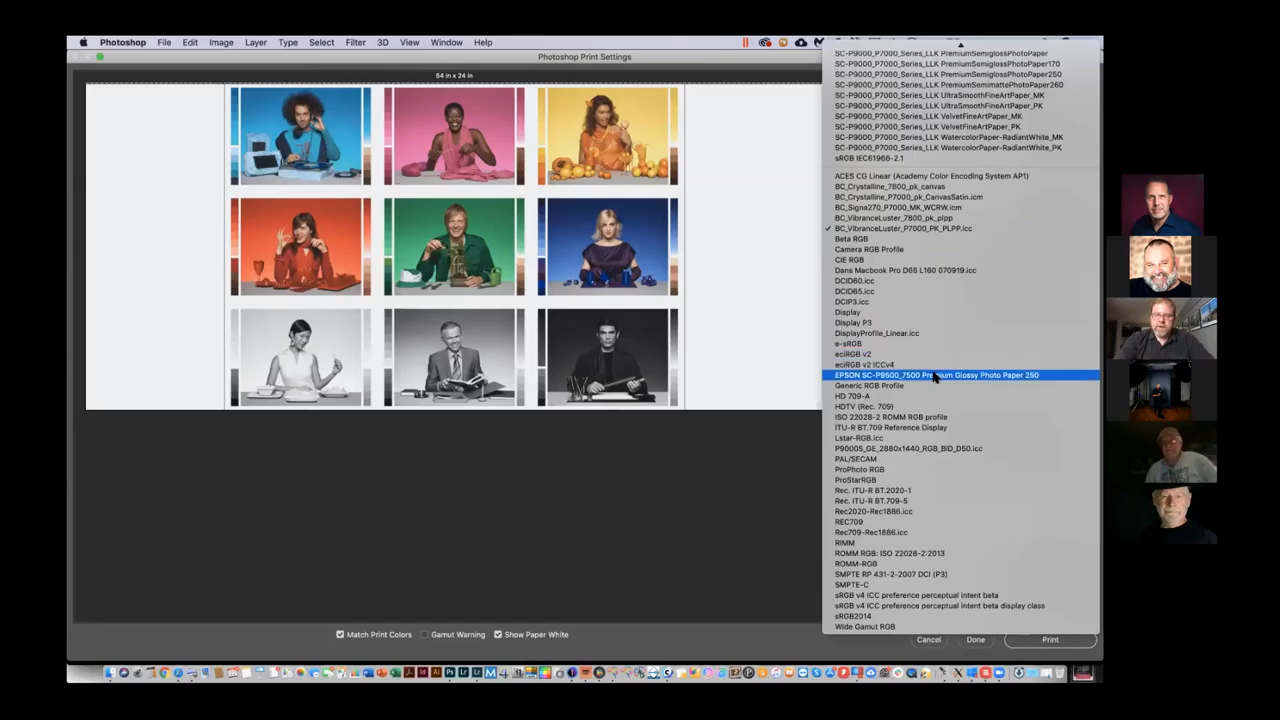 Photoshop File Edit Image Layer Type Select Filter 3D View Window Help
Photoshop Print Settings
54 in x 24 in
SC-P9000_P7000_Series_LLK PremiumSemiglossPhotoPaper
SC-P9000_P7000_Series_LLK PremiumSemiglossPhotoPaper170
SC-P9000_P7000_Series_LLK PremiumSemiglossPhotoPaper250
SC-P9000_P7000_Series_LLK PremiumSemimattePhotoPaper260
SC-P9000_P7000_Series_LLK UltraSmoothFineArtPaper_MK
SC-P9000_P7000_Series_LLK UltraSmoothFineArtPaper_PK
SC-P9000_P7000_Series_LLK VelvetFineArtPaper_MK
SC-P9000_P7000_Series_LLK VelvetFineArtPaper_PK
SC-P9000_P7000_Series_LLK WatercolorPaper-RadiantWhite_MK
SC-P9000_P7000_Series_LLK WatercolorPaper-RadiantWhite_PK
sRGB IEC61966-2.1
ACES CG Linear (Academy Color Encoding System AP1)
BC_Crystalline_7800_pk_canvas
BC_Crystalline_P7000_pk_CanvasSatin.icm
BC_Signa270_P7000_MK_WCRW.icm
BC_VibranceLuster_7800_pk_plpp
✓ BC_VibranceLuster_P7000_PK_PLPP.icc
Beta RGB
Camera RGB Profile
CIE RGB
Dans Macbook Pro D65 L160 070919.icc
DCID60.icc
DCID65.icc
DCIP3.icc
Display
Display P3
DisplayProfile_Linear.icc
e-sRGB
eciRGB v2
eciRGB v2 ICCv4
EPSON SC-P9500_7500 Premium Glossy Photo Paper 250
Generic RGB Profile
HD 709-A
HDTV (Rec. 709)
ISO 22028-2 ROMM RGB profile
ITU-R BT.709 Reference Display
Lstar-RGB.icc
P9000S_GE_2880x1440_RGB_BiD_D50.icc
PAL/SECAM
ProPhoto RGB
ProStarRGB
Rec. ITU-R BT.2020-1
Rec. ITU-R BT.709-5
Rec2020-Rec1886.icc
REC709
Rec709-Rec1886.icc
RIMM
ROMM RGB: ISO 22028-2:2013
ROMM-RGB
SMPTE RP 431-2-2007 DCI (P3)
SMPTE-C
sRGB v4 ICC preference perceptual intent beta
sRGB v4 ICC preference perceptual intent beta display class
sRGB2014
Wide Gamut RGB
Match Print Colors Gamut Warning Show Paper White
Cancel Done Print